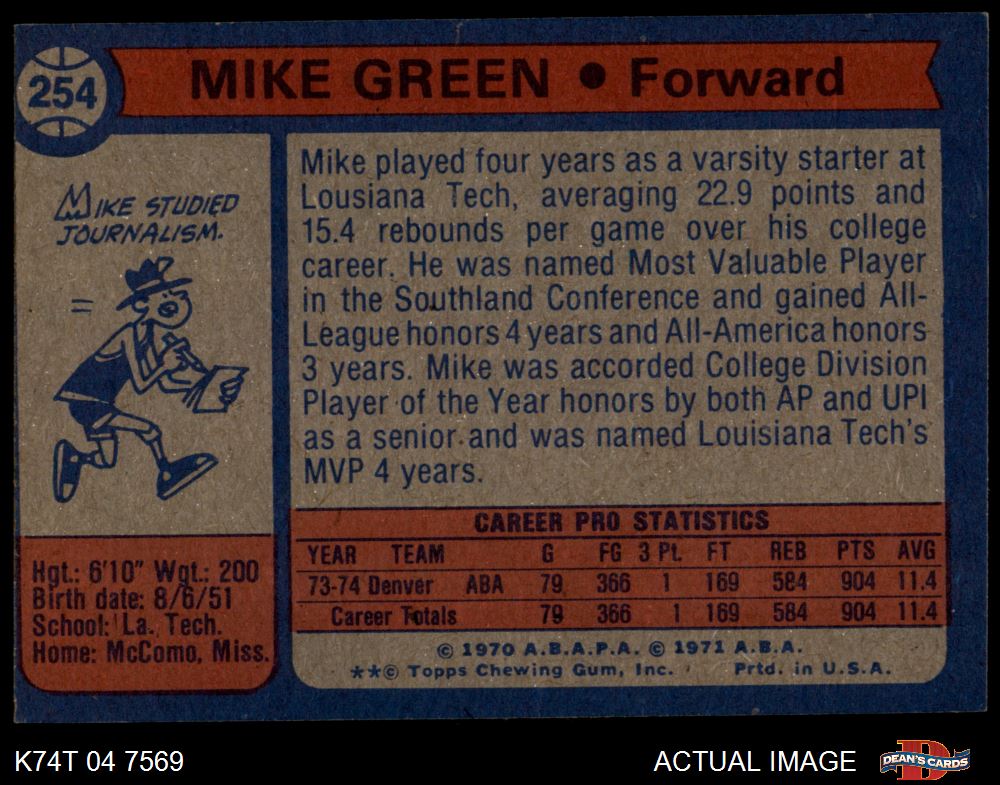 254
MIKE GREEN • Forward
MIKE STUDIED
JOURNALISM.
=
Mike played four years as a varsity starter at
Lousiana Tech, averaging 22.9 points and
15.4 rebounds per game over his college
career. He was named Most Valuable Player
in the Southland Conference and gained All-
League honors 4 years and All-America honors
3 years. Mike was accorded College Division
Player of the Year honors by both AP and UPI
as a senior and was named Louisiana Tech's
MVP 4 years.
Hgt.: 6'10" Wgt.: 200
Birth date: 8/6/51
School: La. Tech.
Home: McComo, Miss.
CAREER PRO STATISTICS
YEAR TEAM G FG 3 Pt. FT REB PTS AVG
73-74 Denver ABA 79 366 1 169 584 904 11.4
Career Totals 79 366 1 169 584 904 11.4
© 1970 A.B.A.P.A. © 1971 A.B.A.
**© Topps Chewing Gum, Inc. Prtd. in U.S.A.
K74T 04 7569
ACTUAL IMAGE
D
DEAN'S CARDS